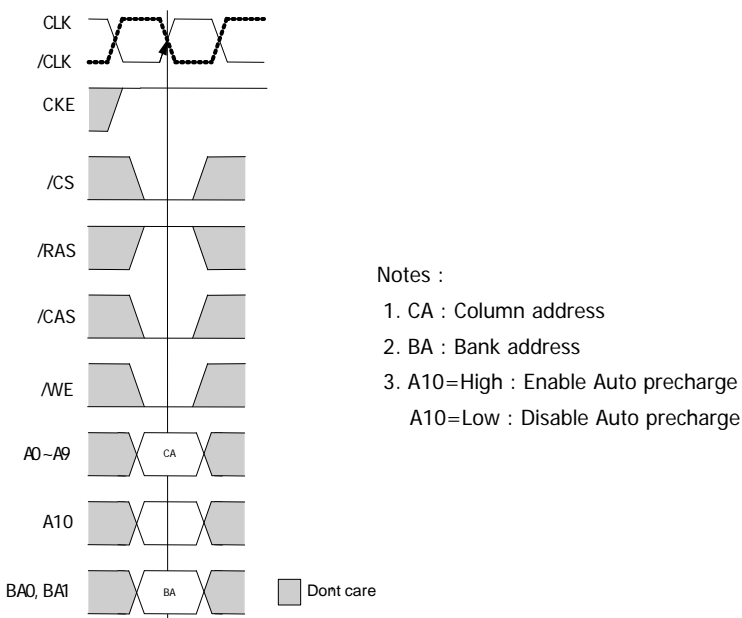 CLK
/CLK
CKE
/CS
/RAS
/CAS
/WE
A0~A9
CA
A10
BA0, BA1
BA
Dont care
Notes :
1. CA : Column address
2. BA : Bank address
3. A10=High : Enable Auto precharge
A10=Low : Disable Auto precharge